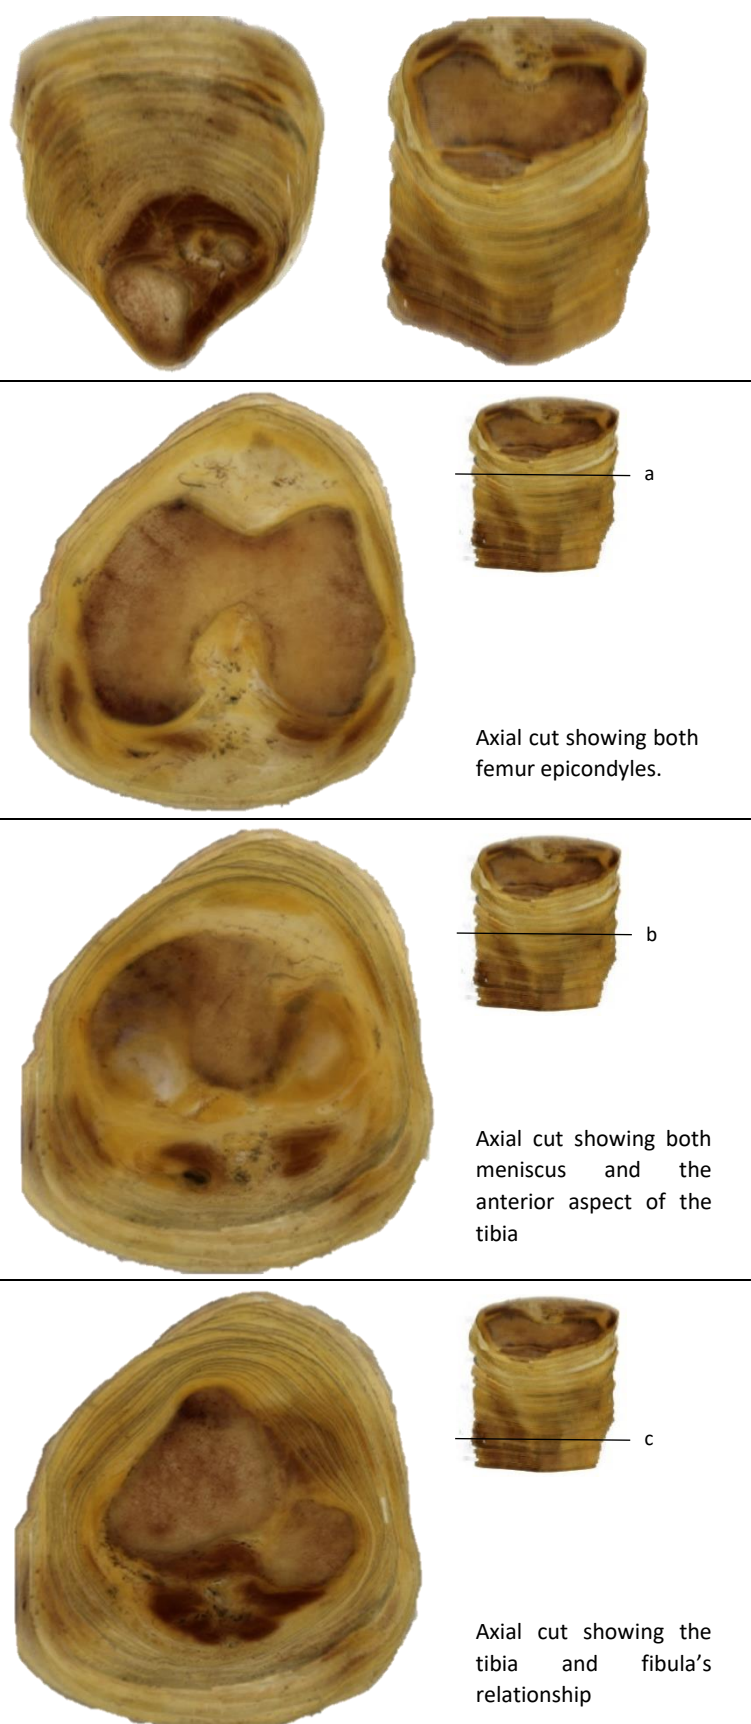 a
Axial cut showing both
femur epicondyles.
b
Axial cut showing both
meniscus and the
anterior aspect of the
tibia
c
Axial cut showing the
tibia and fibula’s
relationship